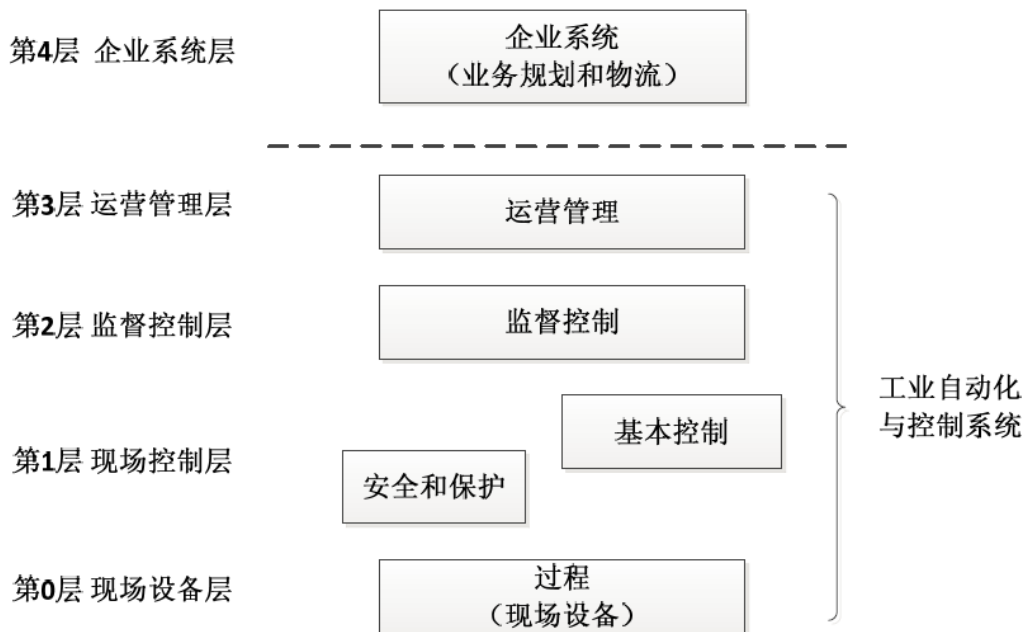 第4层 企业系统层
企业系统
（业务规划和物流）
第3层 运营管理层
运营管理
第2层 监督控制层
监督控制
工业自动化
与控制系统
基本控制
第1层 现场控制层
安全和保护
第0层 现场设备层
过程
（现场设备）